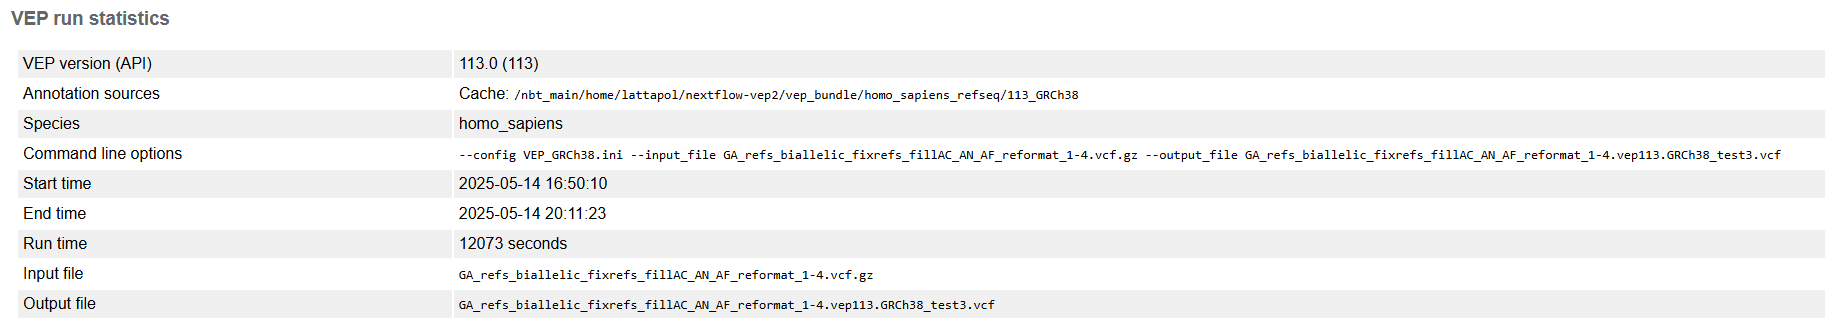 VEP run statistics
VEP version (API) 113.0 (113)
Annotation sources Cache: /nbt_main/home/lattapol/nextflow-vep2/vep_bundle/homo_sapiens_refseq/113_GRCh38
Species homo_sapiens
Command line options --config VEP_GRCh38.ini --input_file GA_refs_biallelic_fixrefs_fillAC_AN_AF_reformat_1-4.vcf.gz --output_file GA_refs_biallelic_fixrefs_fillAC_AN_AF_reformat_1-4.vep113.GRCh38_test3.vcf
Start time 2025-05-14 16:50:10
End time 2025-05-14 20:11:23
Run time 12073 seconds
Input file GA_refs_biallelic_fixrefs_fillAC_AN_AF_reformat_1-4.vcf.gz
Output file GA_refs_biallelic_fixrefs_fillAC_AN_AF_reformat_1-4.vep113.GRCh38_test3.vcf